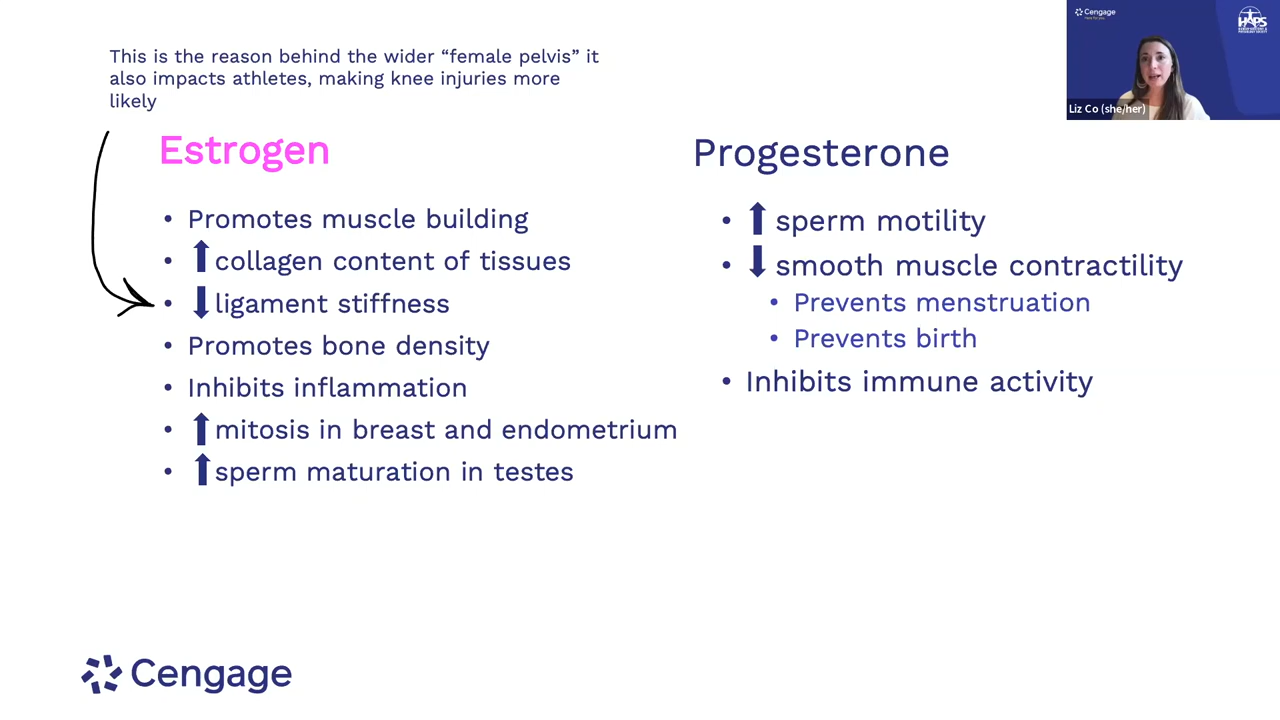 This is the reason behind the wider “female pelvis” it
also impacts athletes, making knee injuries more
likely
Estrogen
• Promotes muscle building
• ⬆collagen content of tissues
• ⬇ligament stiffness
• Promotes bone density
• Inhibits inflammation
• ⬆mitosis in breast and endometrium
• ⬆sperm maturation in testes
Progesterone
• ⬆sperm motility
• ⬇smooth muscle contractility
• Prevents menstruation
• Prevents birth
• Inhibits immune activity
Cengage
Cengage
HAPS
Liz Co (she/her)